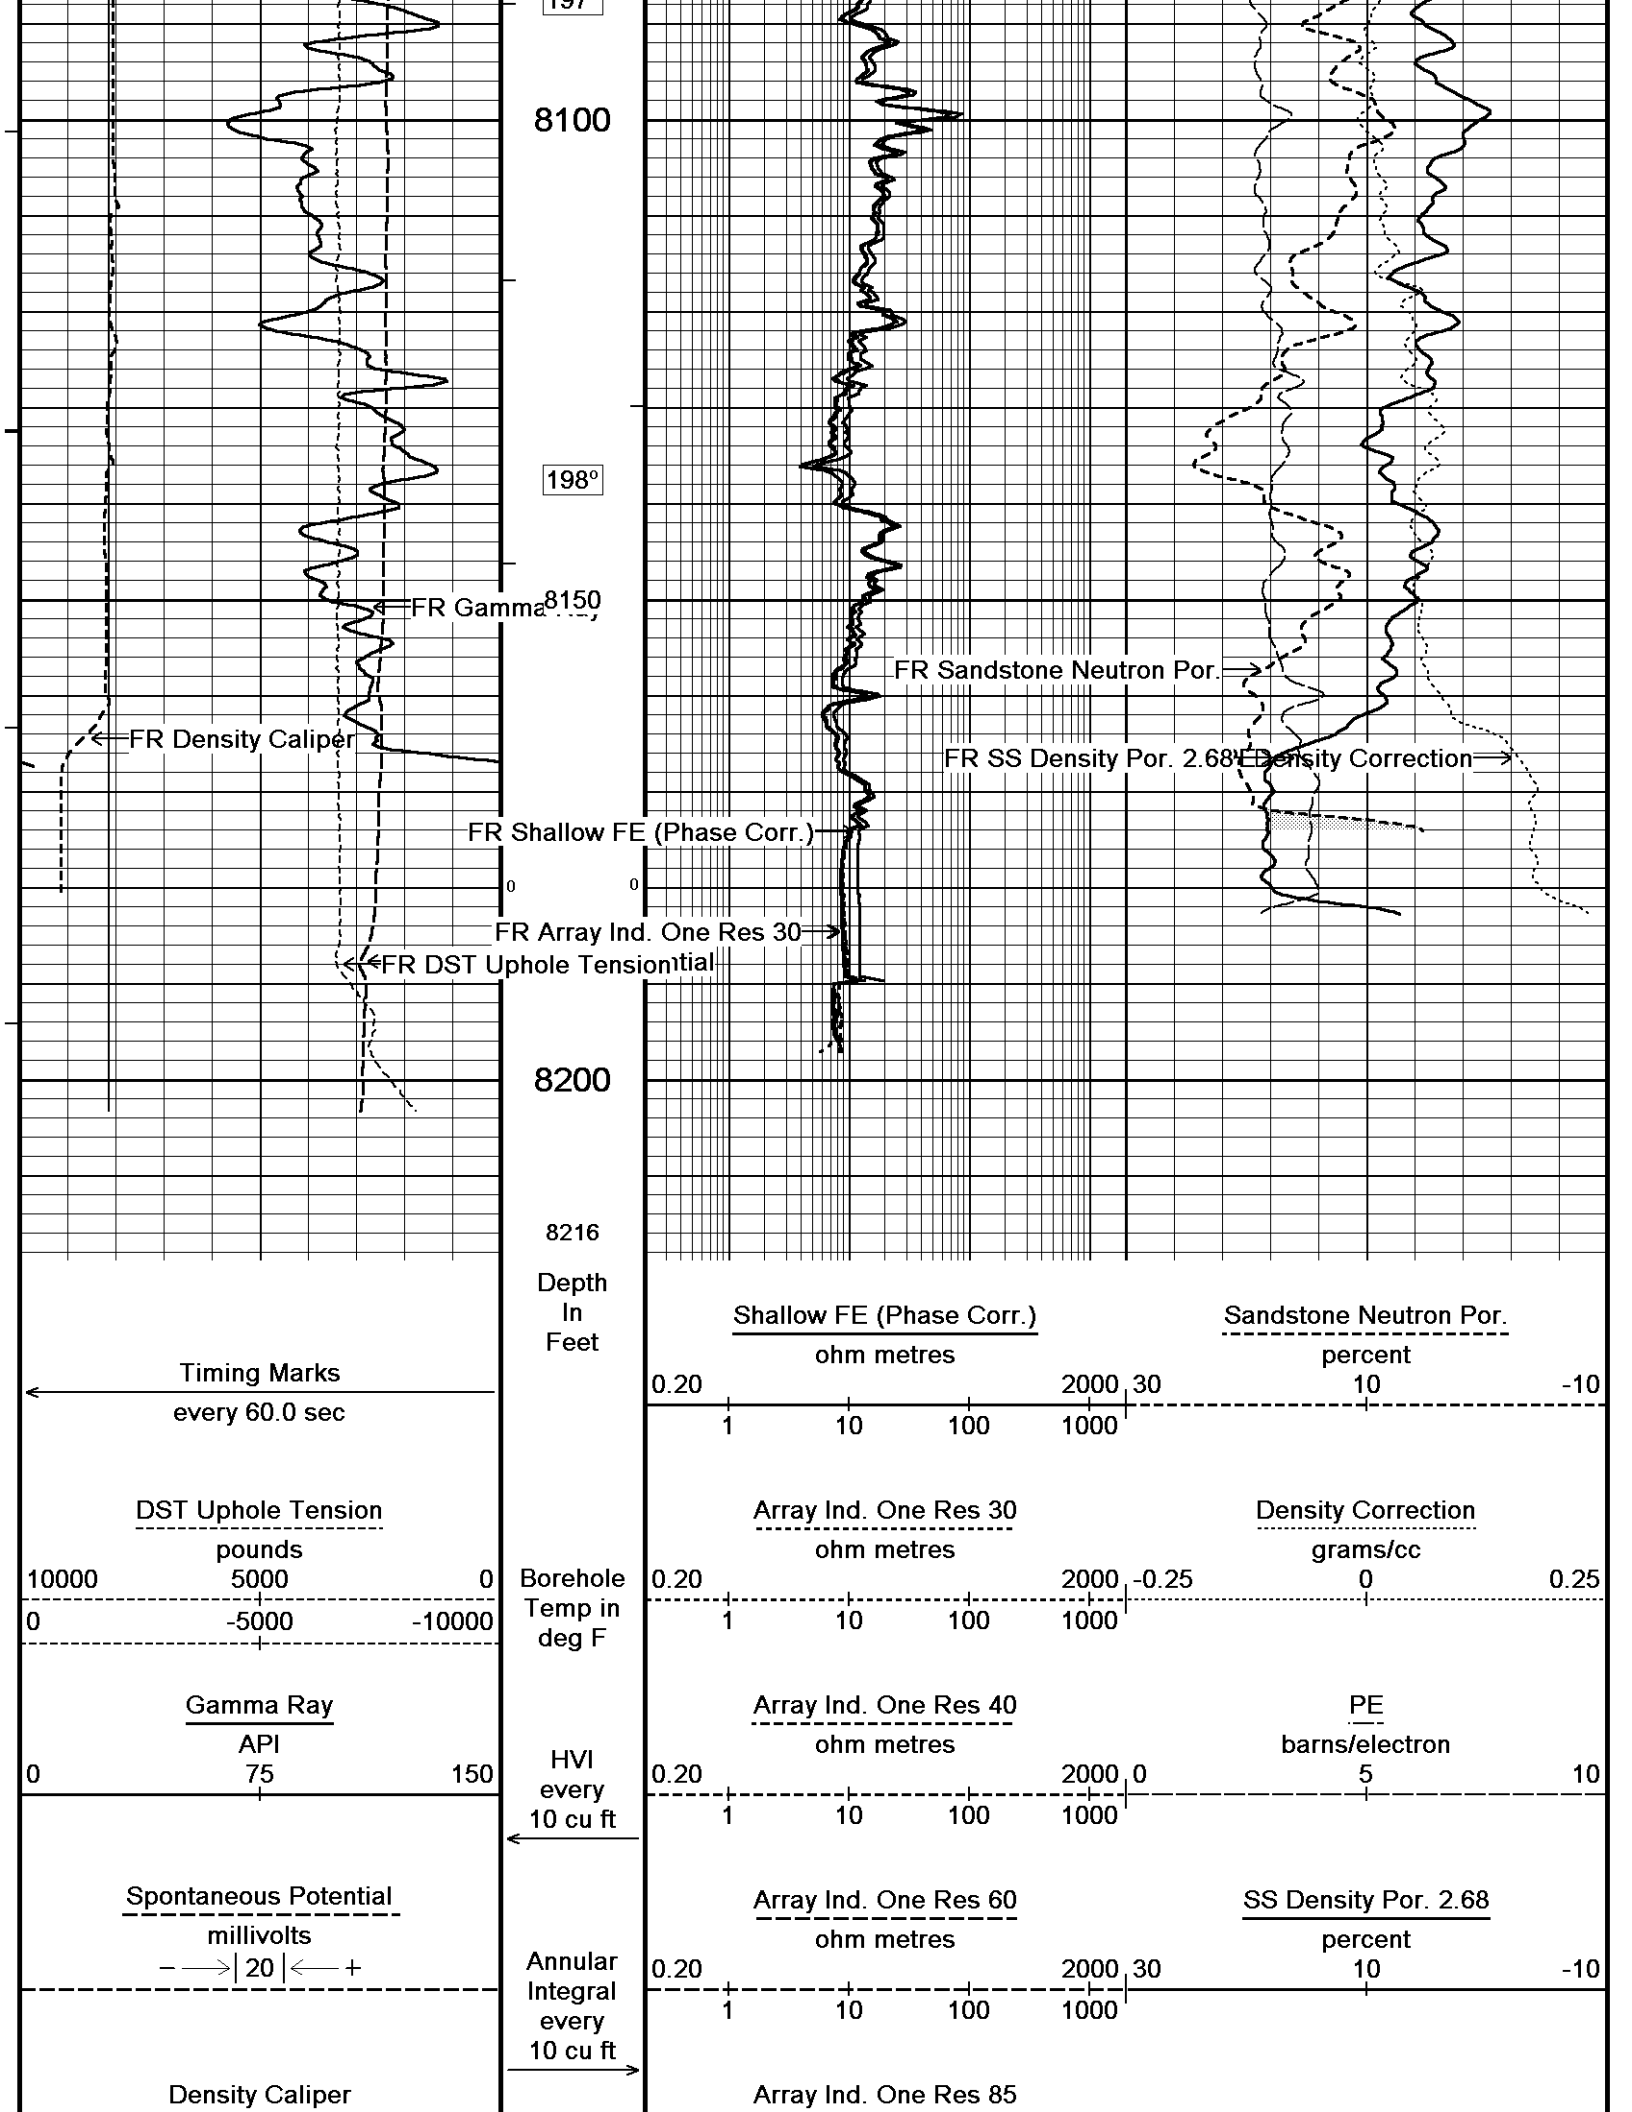 197
8100
198°
FR Gamma
8150
FR Sandstone Neutron Por.
FR Density Caliper
FR SS Density Por. 2.68
Density Correction
FR Shallow FE (Phase Corr.)
0
0
FR Array Ind. One Res 30
FR DST Uphole Tension
tial
8200
8216
Depth
In
Feet
Timing Marks
every 60.0 sec
Shallow FE (Phase Corr.)
ohm metres
0.20 2000
1 10 100 1000
Sandstone Neutron Por.
percent
30 10 -10
DST Uphole Tension
pounds
10000 5000 0
0 -5000 -10000
Borehole
Temp in
deg F
Array Ind. One Res 30
ohm metres
0.20 2000
1 10 100 1000
Density Correction
grams/cc
-0.25 0 0.25
Gamma Ray
API
0 75 150
HVI
every
10 cu ft
Array Ind. One Res 40
ohm metres
0.20 2000
1 10 100 1000
PE
barns/electron
0 5 10
Spontaneous Potential
millivolts
− 20 +
Annular
Integral
every
10 cu ft
Array Ind. One Res 60
ohm metres
0.20 2000
1 10 100 1000
SS Density Por. 2.68
percent
30 10 -10
Density Caliper
Array Ind. One Res 85